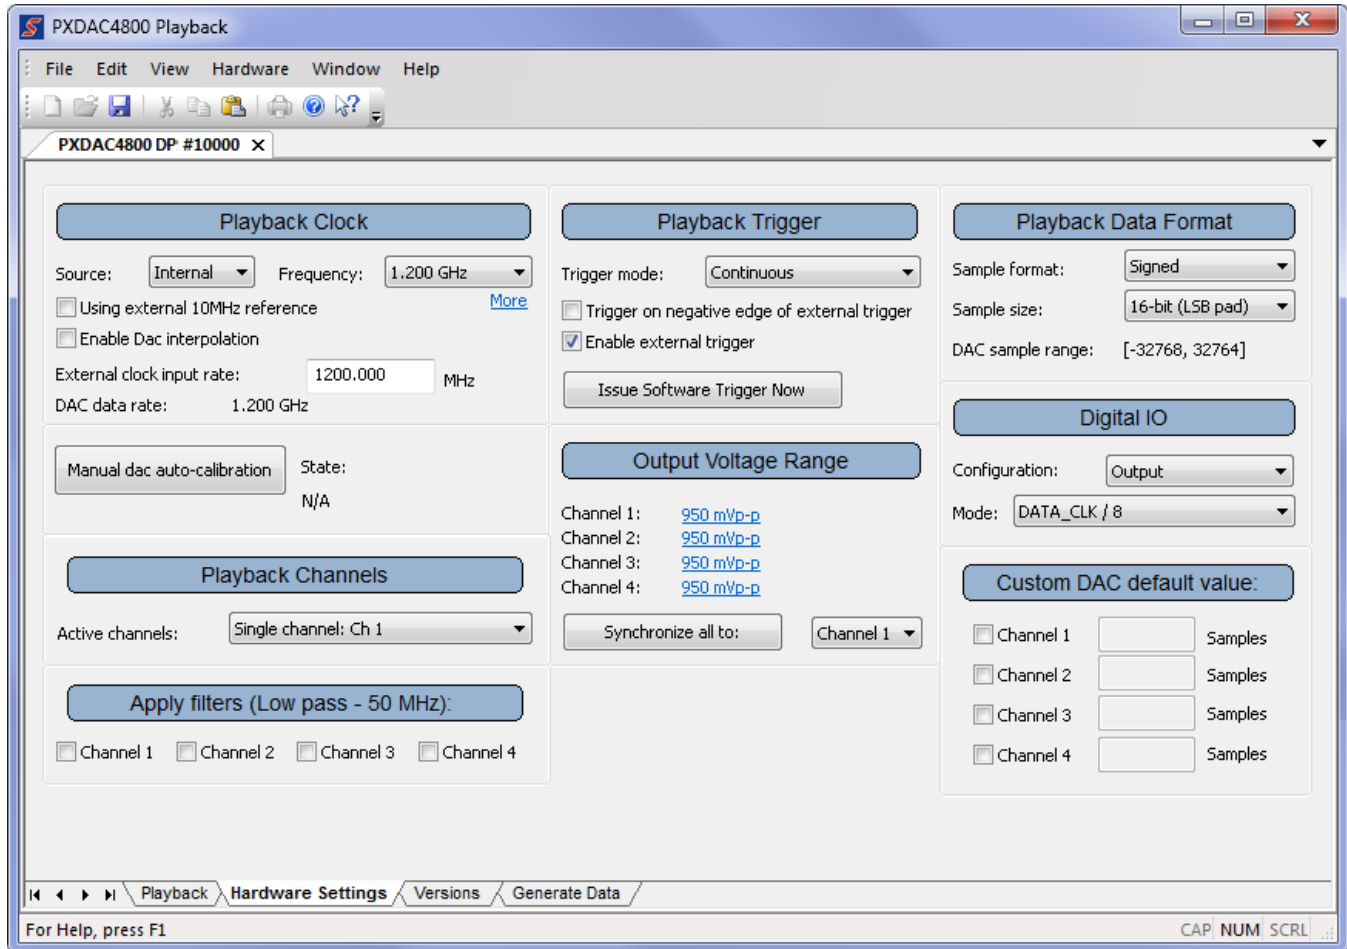 PXDAC4800 Playback
File Edit View Hardware Window Help
PXDAC4800 DP #10000
Playback Clock
Source: Internal Frequency: 1.200 GHz
Using external 10MHz reference More
Enable Dac interpolation
External clock input rate: 1200.000 MHz
DAC data rate: 1.200 GHz
Manual dac auto-calibration State:
N/A
Playback Channels
Active channels: Single channel: Ch 1
Apply filters (Low pass - 50 MHz):
Channel 1 Channel 2 Channel 3 Channel 4
Playback Trigger
Trigger mode: Continuous
Trigger on negative edge of external trigger
Enable external trigger
Issue Software Trigger Now
Output Voltage Range
Channel 1: 950 mVp-p
Channel 2: 950 mVp-p
Channel 3: 950 mVp-p
Channel 4: 950 mVp-p
Synchronize all to: Channel 1
Playback Data Format
Sample format: Signed
Sample size: 16-bit (LSB pad)
DAC sample range: [-32768, 32764]
Digital IO
Configuration: Output
Mode: DATA_CLK / 8
Custom DAC default value:
Channel 1 Samples
Channel 2 Samples
Channel 3 Samples
Channel 4 Samples
Playback Hardware Settings Versions Generate Data
For Help, press F1 CAP NUM SCRL